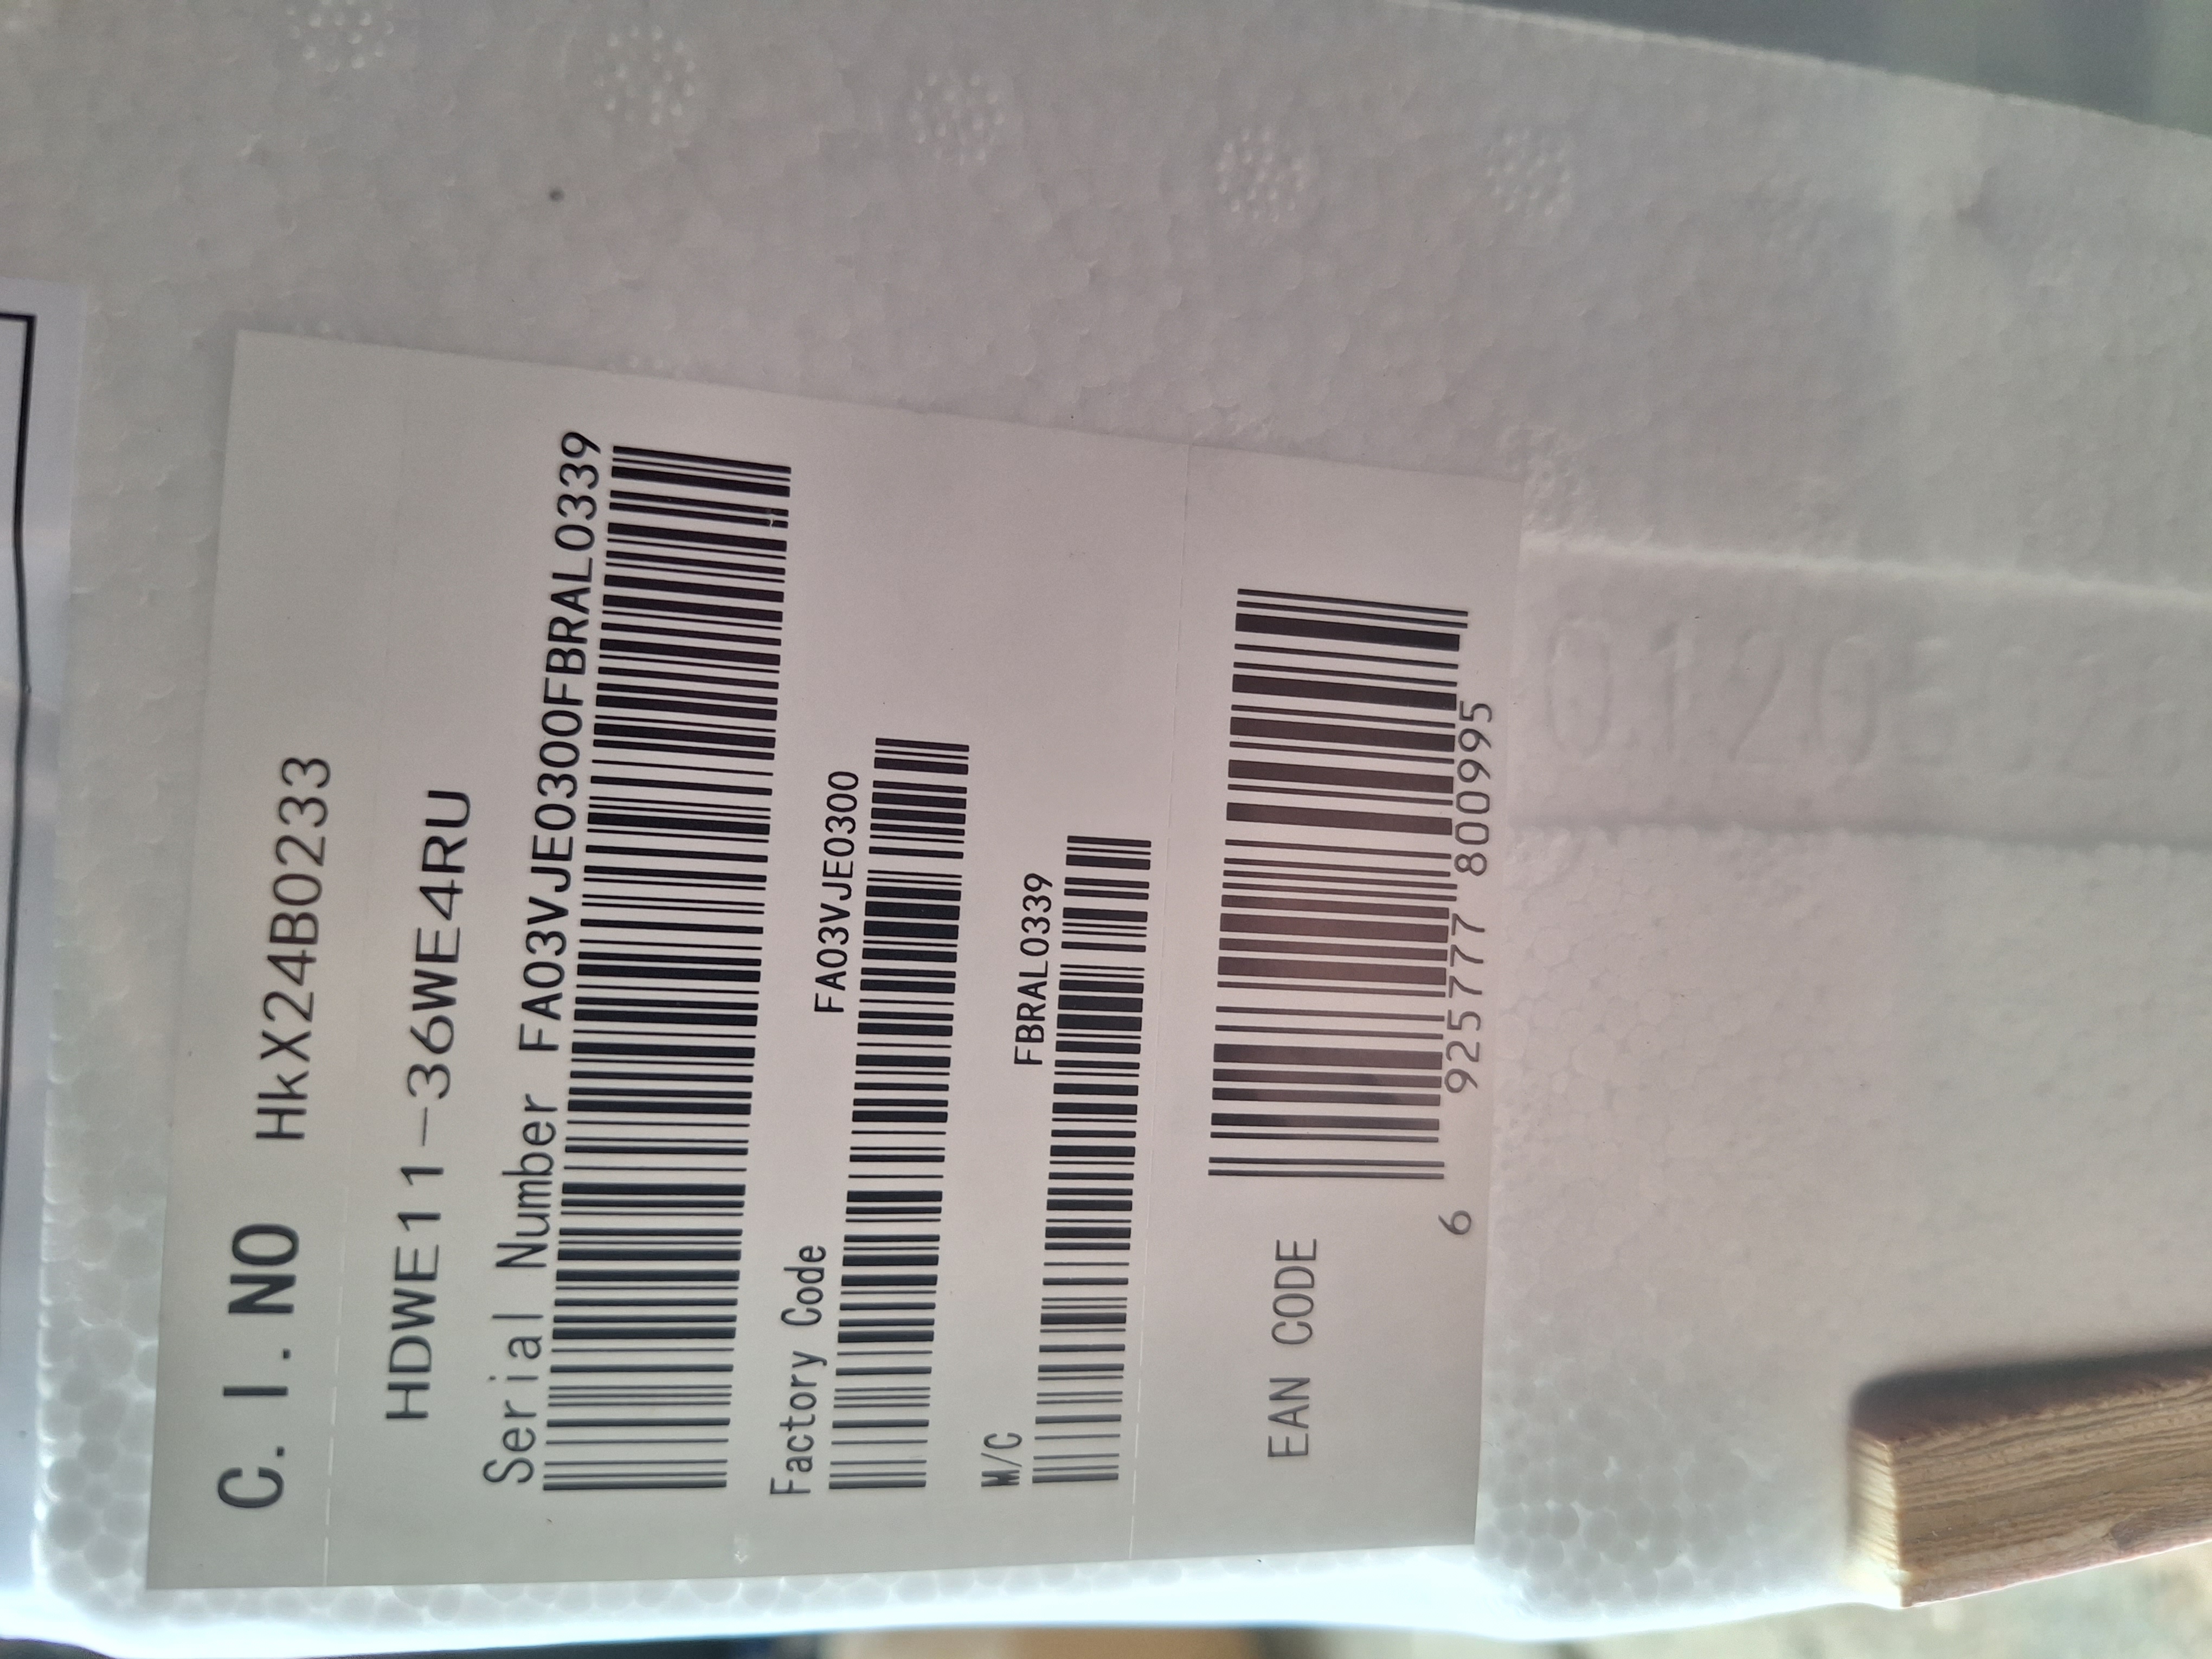 C. I. NO HkX24B0233
HDWE11-36WE4RU
Serial Number FA03VJE0300FBRAL0339
Factory Code FA03VJE0300
M/C FBRAL0339
EAN CODE
6 925777 800995